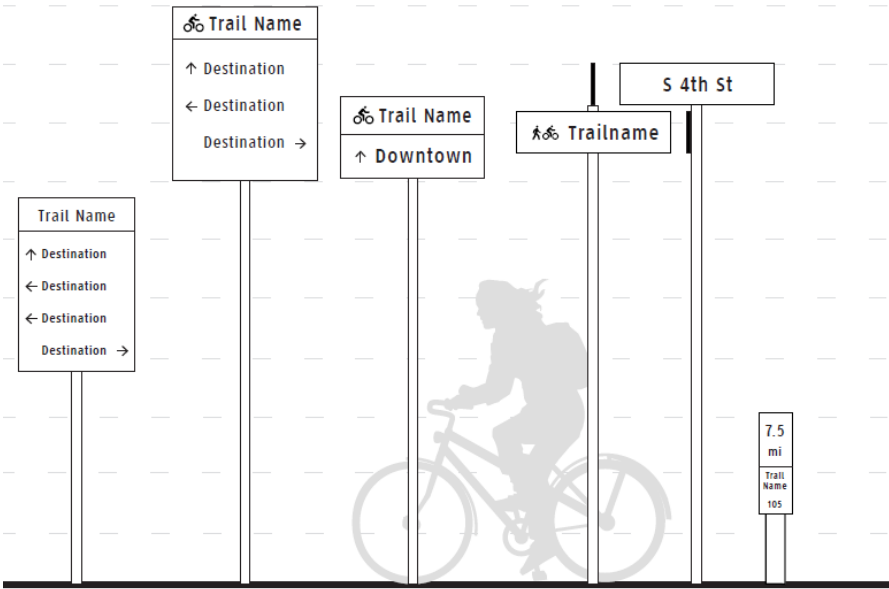 Trail Name
↑ Destination
← Destination
← Destination
Destination →
Trail Name
↑ Destination
← Destination
Destination →
Trail Name
↑ Downtown
Trailname
S 4th St
7.5
mi
Trail
Name
105